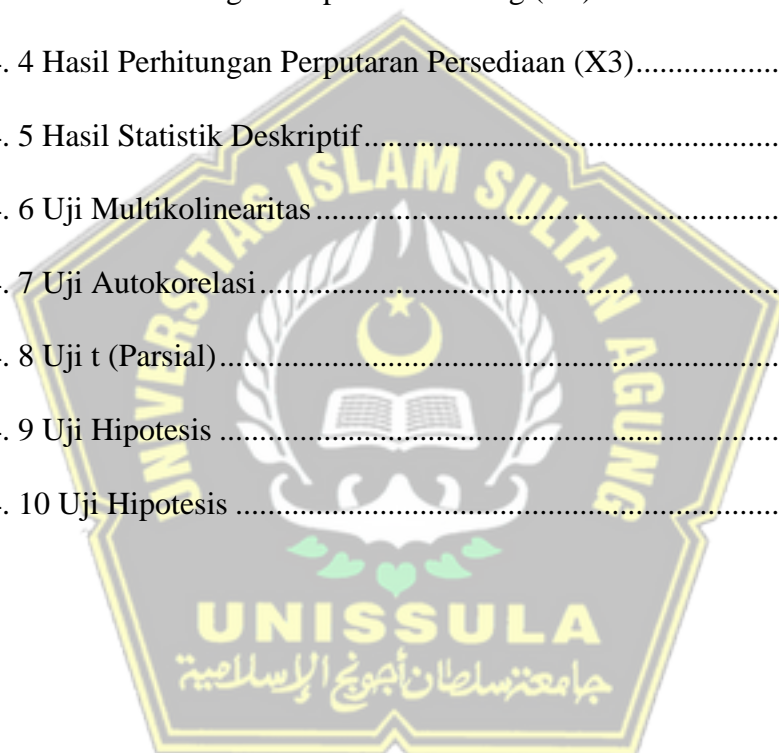 . 4 Hasil Perhitungan Perputaran Persediaan (X3)
. 5 Hasil Statistik Deskriptif
. 6 Uji Multikolinearitas
. 7 Uji Autokorelasi
. 8 Uji t (Parsial)
. 9 Uji Hipotesis
. 10 Uji Hipotesis
UNIVERSITAS ISLAM SULTAN AGUNG
UNISSULA
جامعة سلطان أجونج الإسلامية